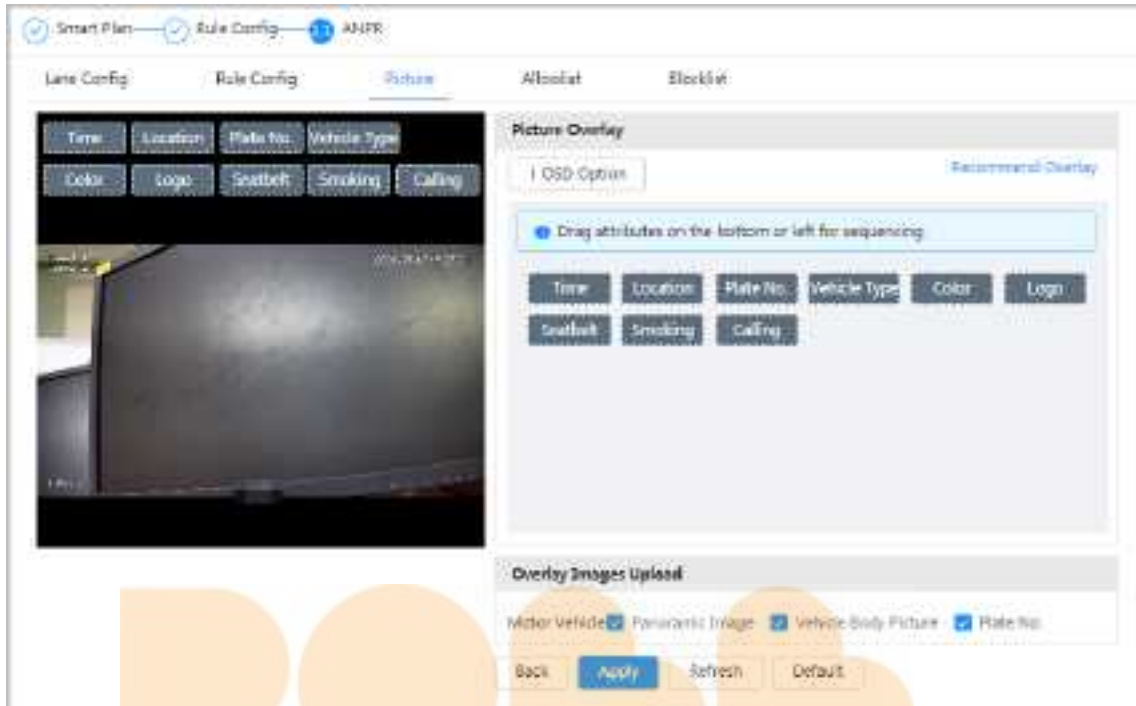 Smart Plan Rule Config ANPR
Lane Config Rule Config Picture Allowlist Blocklist
Time Location Plate No. Vehicle Type
Color Logo Seatbelt Smoking Calling
Picture Overlay
OSD Option Recommend Overlay
Drag attributes on the bottom or left for sequencing.
Time Location Plate No. Vehicle Type Color Logo
Seatbelt Smoking Calling
Overlay Images Upload
Motor Vehicle Panoramic Image Vehicle Body Picture Plate No.
Back Apply Refresh Default